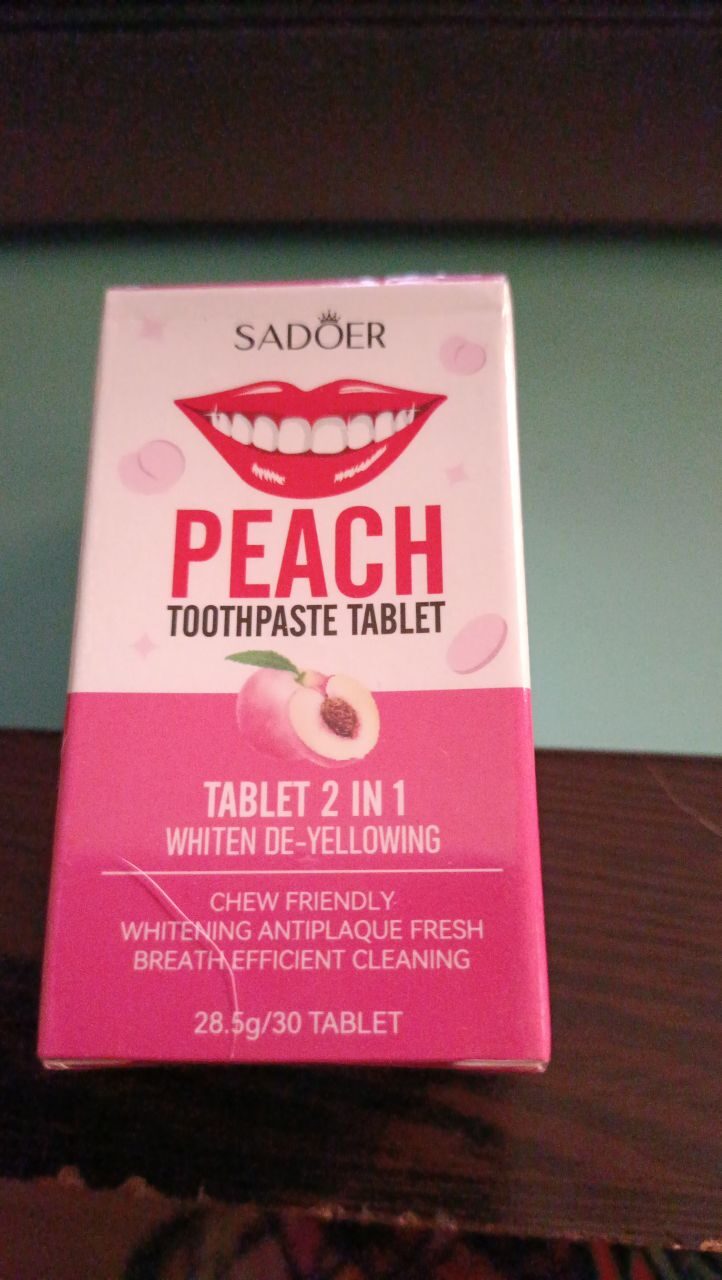 SADOER
PEACH
TOOTHPASTE TABLET
TABLET 2 IN 1
WHITEN DE-YELLOWING
CHEW FRIENDLY
WHITENING ANTIPLAQUE FRESH
BREATH EFFICIENT CLEANING
28.5g/30 TABLET